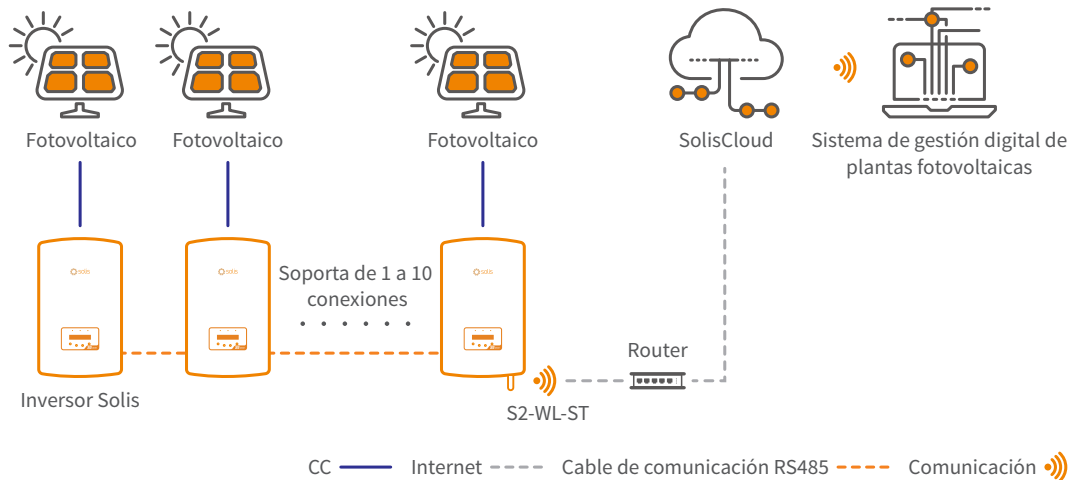 Fotovoltaico
Fotovoltaico
Fotovoltaico
SolisCloud
Sistema de gestión digital de
plantas fotovoltaicas
solis
solis
solis
Soporta de 1 a 10
conexiones
Router
Inversor Solis
S2-WL-ST
CC
Internet
Cable de comunicación RS485
Comunicación